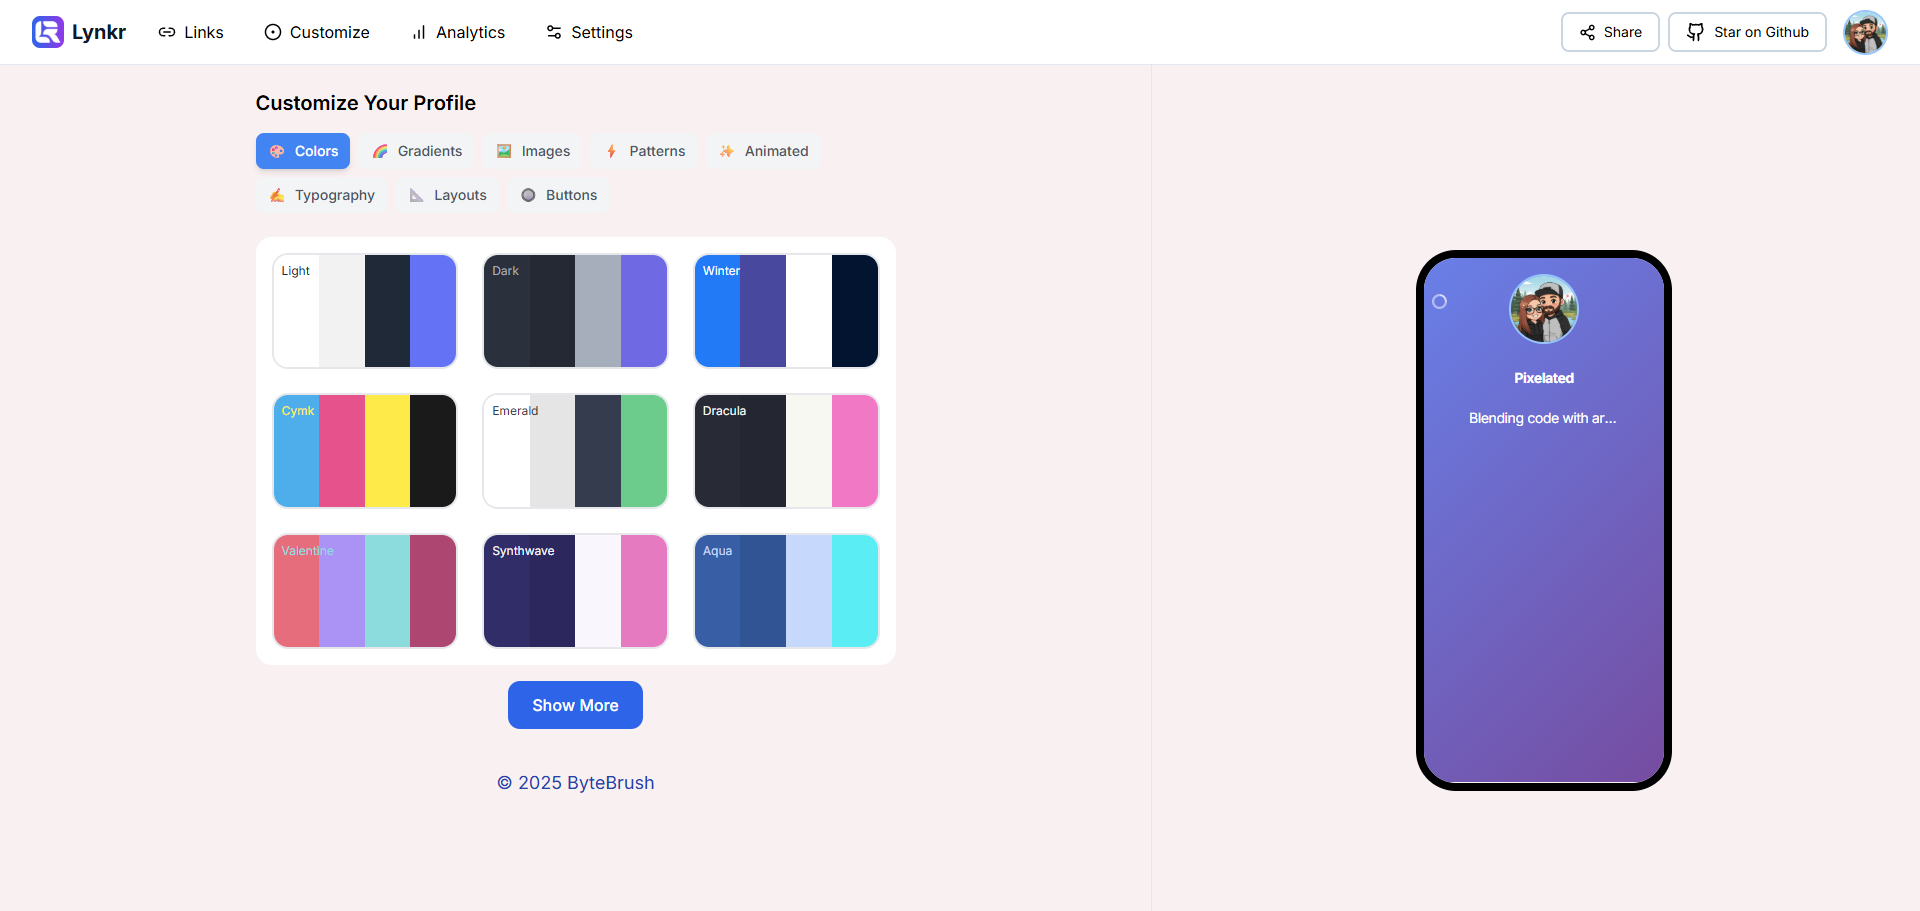 Lynkr
Links
Customize
Analytics
Settings
Share
Star on Github
Customize Your Profile
Colors
Gradients
Images
Patterns
Animated
Typography
Layouts
Buttons
Light
Dark
Winter
Cymk
Emerald
Dracula
Valentine
Synthwave
Aqua
Show More
© 2025 ByteBrush
Pixelated
Blending code with ar...